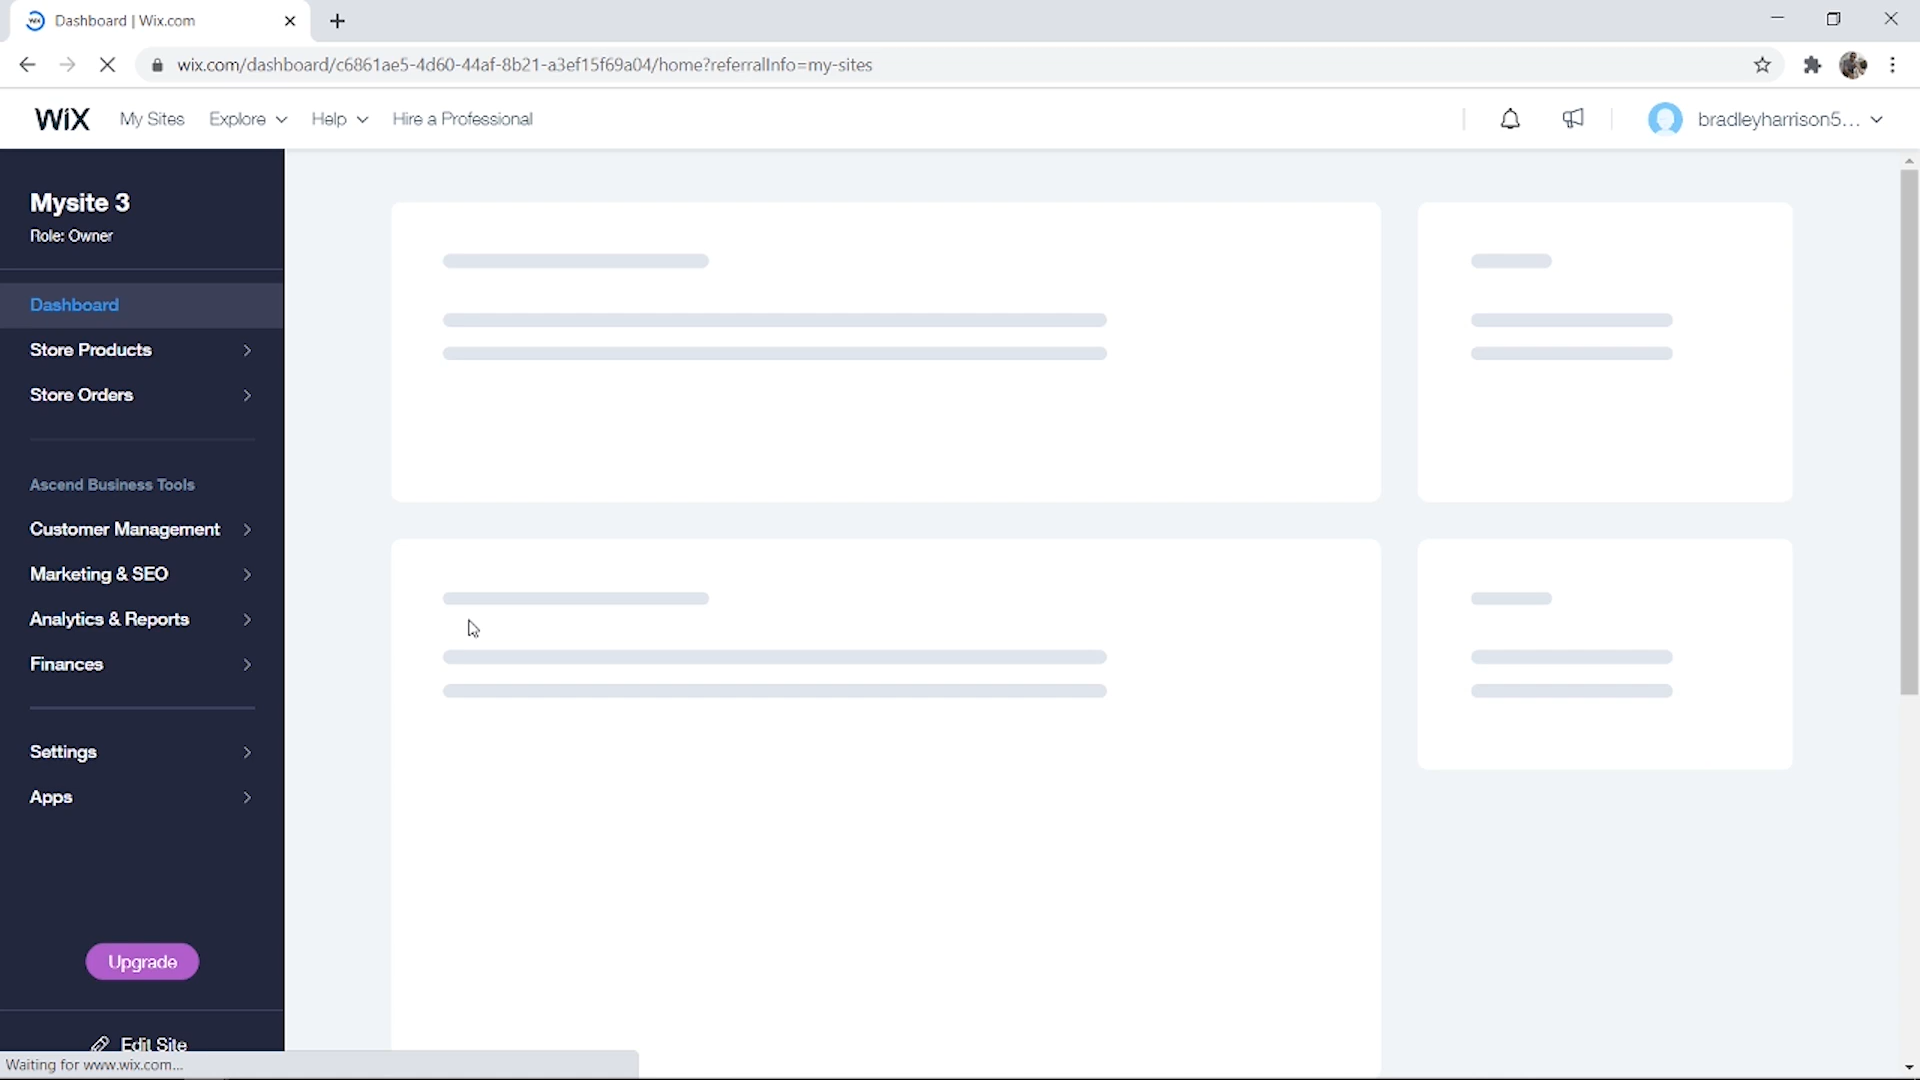 Dashboard | Wix.com
wix.com/dashboard/c6861ae5-4d60-44af-8b21-a3ef15f69a04/home?referralInfo=my-sites
WiX My Sites Explore Help Hire a Professional bradleyharrison5...
Mysite 3
Role: Owner
Dashboard
Store Products
Store Orders
Ascend Business Tools
Customer Management
Marketing & SEO
Analytics & Reports
Finances
Settings
Apps
Upgrade
Edit Site
Waiting for www.wix.com...